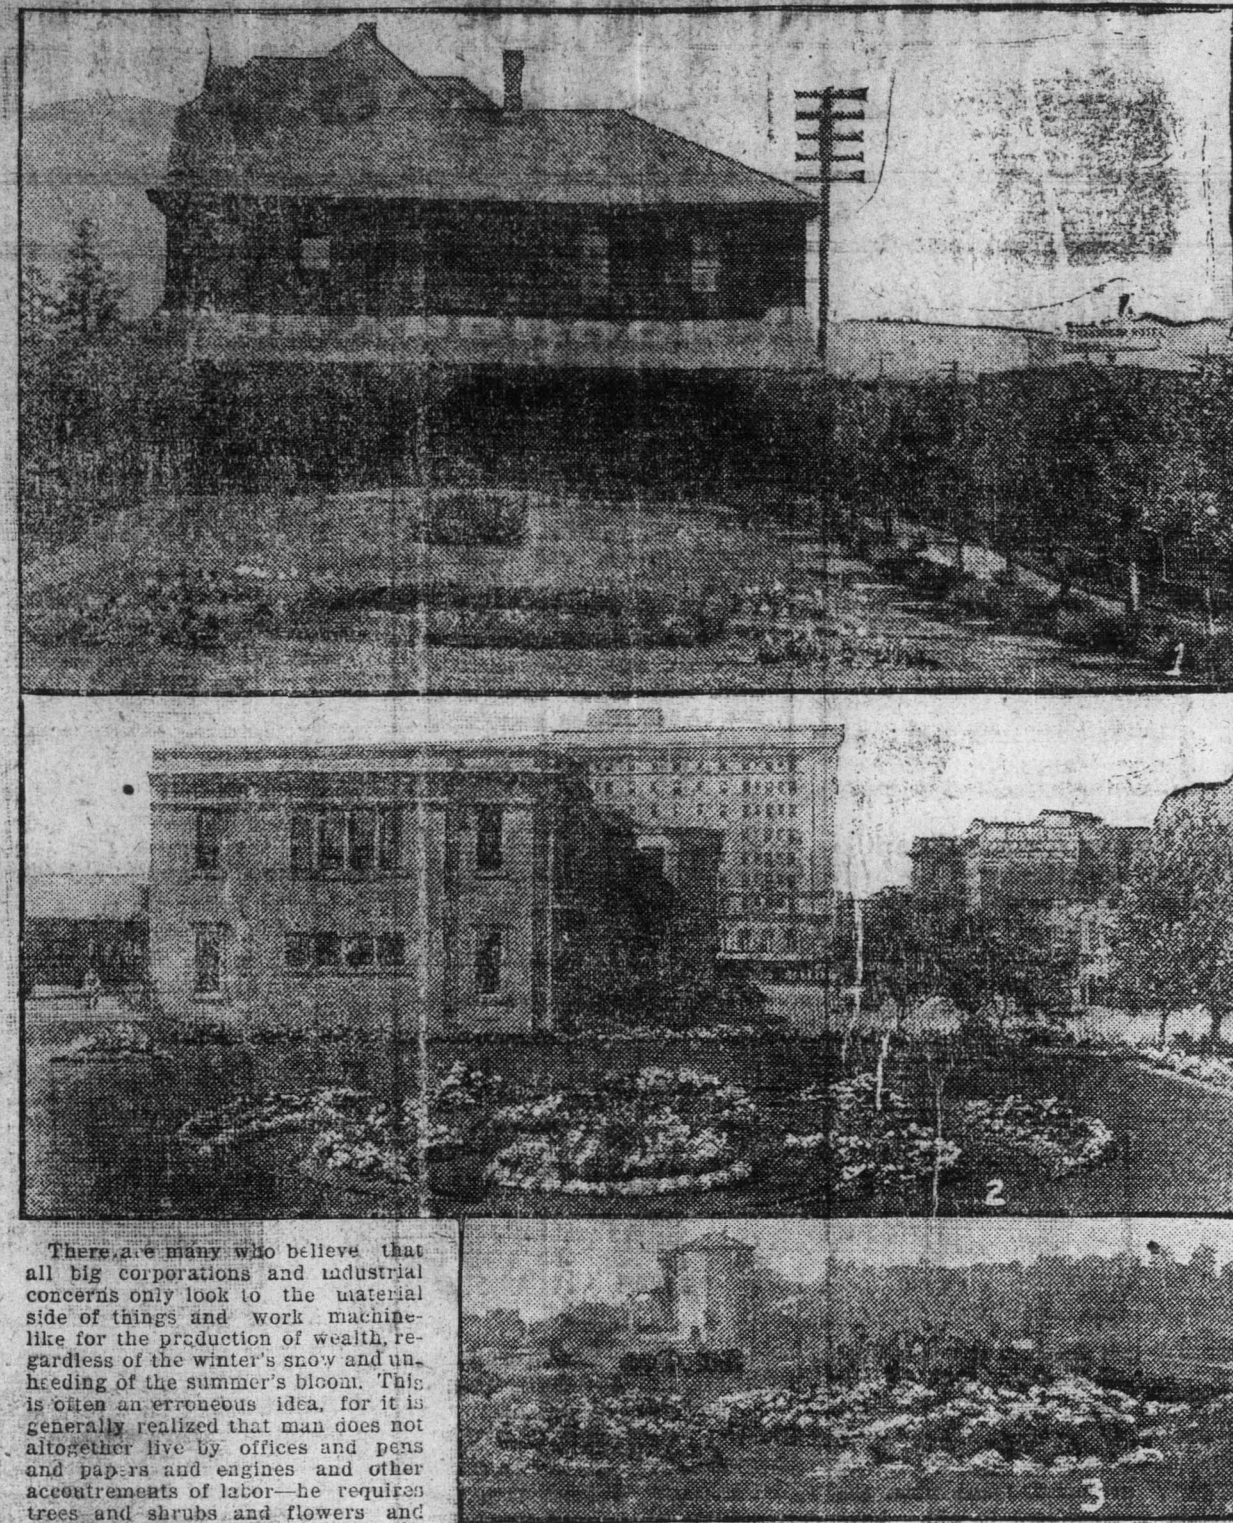 1
2
There are many who believe that
all big corporations and industrial
concerns only look to the material
side of things and work machine-
like for the production of wealth, re-
gardless of the winter's snow and un-
heeding of the summer's bloom. This
is often an erroneous idea, for it is
generally realized that man does not
altogether live by offices and pens
and papers and engines and other
accoutrements of labor—he requires
trees and shrubs and flowers and
3